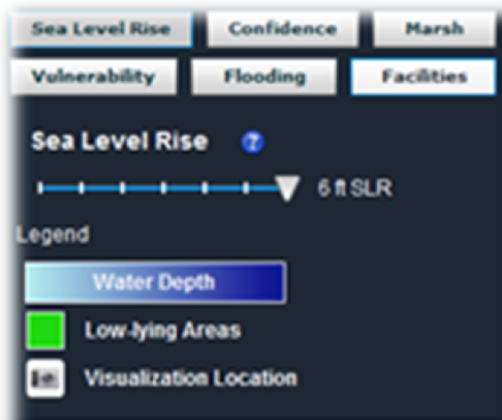 Sea Level Rise Confidence Marsh
Vulnerability Flooding Facilities
Sea Level Rise ?
6 ft SLR
Legend
Water Depth
Low-lying Areas
Visualization Location